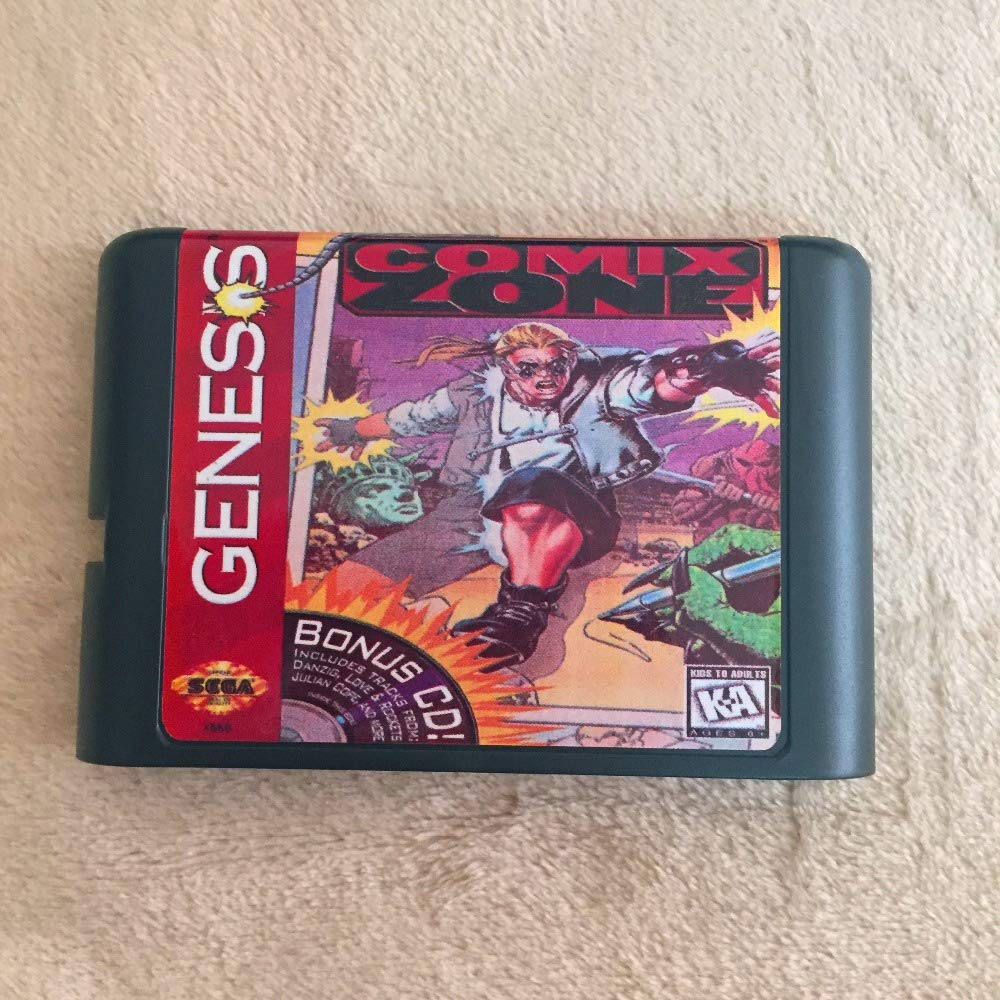 GENESIS
COMIX
ZONE
BONUS CD!
INCLUDES TRACKS FROM:
DANZIG, LOVE & ROCKETS
JULIAN COPE AND MORE
SEGA
KIDS TO ADULTS
K-A
AGES 6+